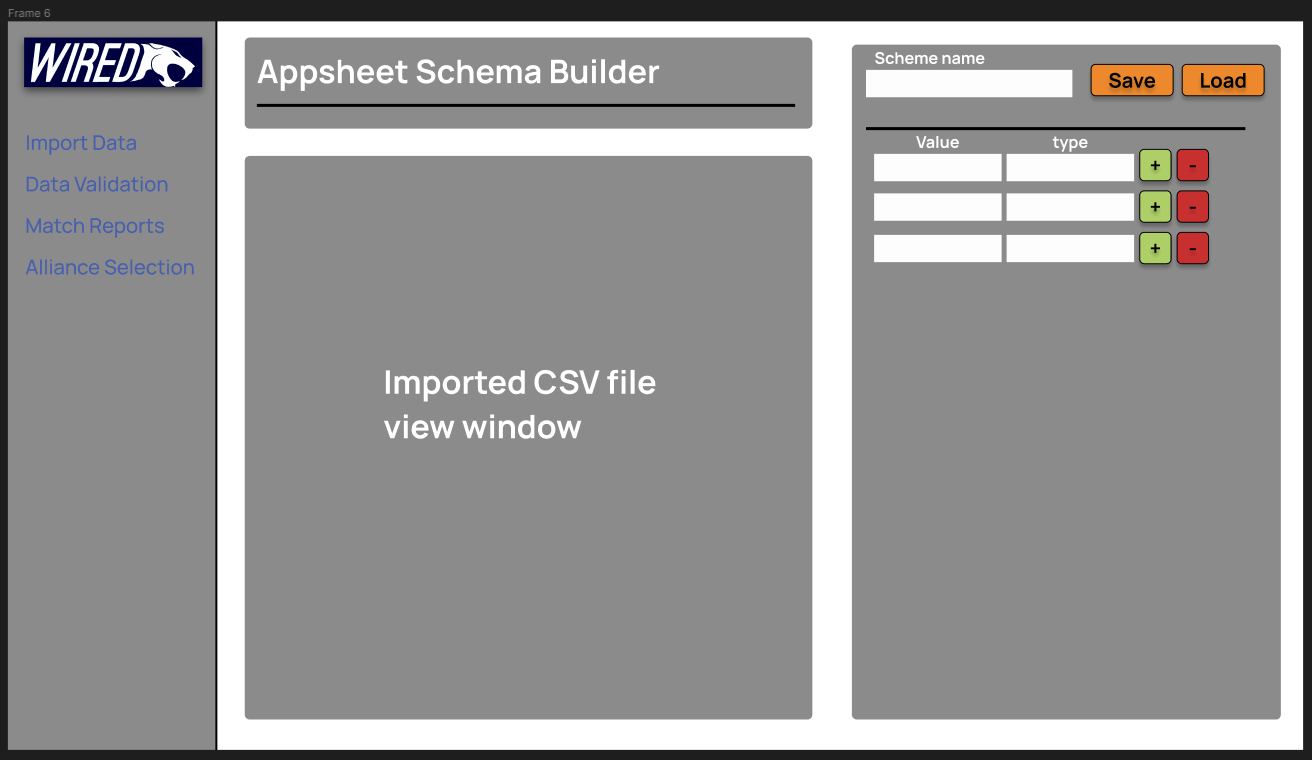 Frame 6
WIRED
Import Data
Data Validation
Match Reports
Alliance Selection
Appsheet Schema Builder
Imported CSV file
view window
Scheme name
Save
Load
Value
type
+
-
+
-
+
-